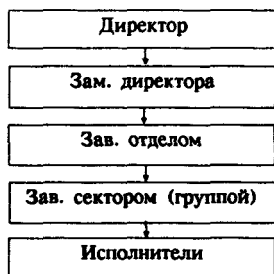 Директор
Зам. директора
Зав. отделом
Зав. сектором (группой)
Исполнители